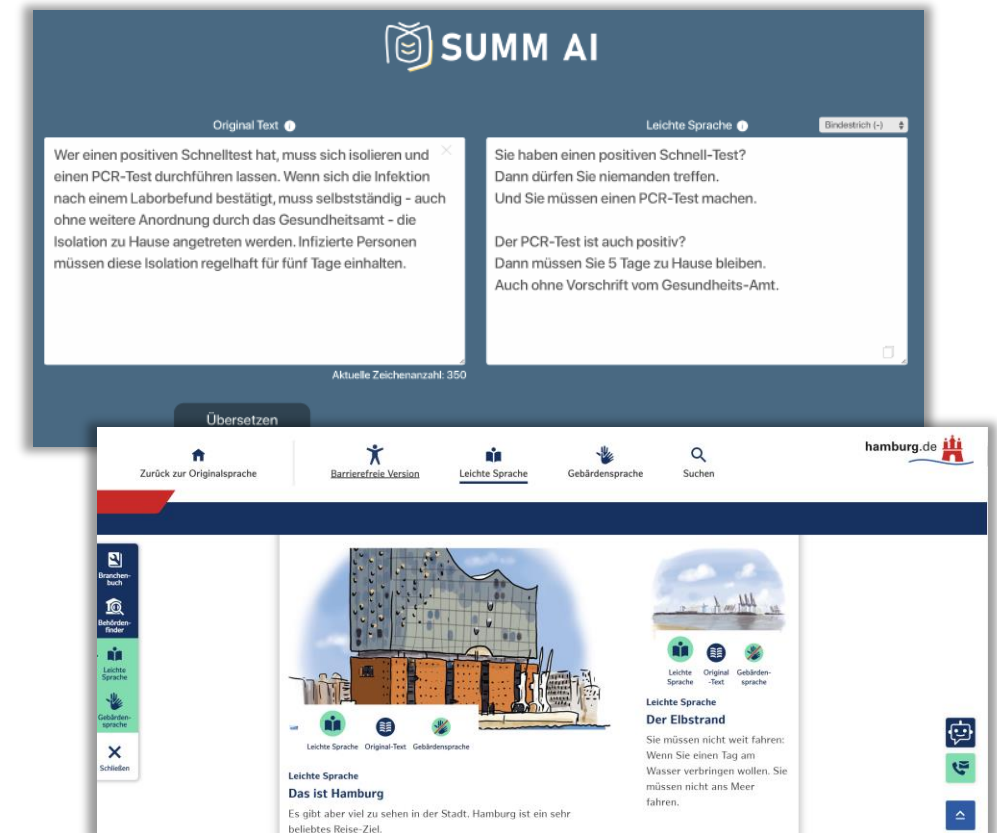 SUMM AI
Original Text
Wer einen positiven Schnelltest hat, muss sich isolieren und
einen PCR-Test durchführen lassen. Wenn sich die Infektion
nach einem Laborbefund bestätigt, muss selbstständig - auch
ohne weitere Anordnung durch das Gesundheitsamt - die
Isolation zu Hause angetreten werden. Infizierte Personen
müssen diese Isolation regelhaft für fünf Tage einhalten.
Aktuelle Zeichenanzahl: 350
Übersetzen
Leichte Sprache
Bindestrich (-)
Sie haben einen positiven Schnell-Test?
Dann dürfen Sie niemanden treffen.
Und Sie müssen einen PCR-Test machen.
Der PCR-Test ist auch positiv?
Dann müssen Sie 5 Tage zu Hause bleiben.
Auch ohne Vorschrift vom Gesundheits-Amt.
Zurück zur Originalsprache
Barrierefreie Version
Leichte Sprache
Gebärdensprache
Suchen
hamburg.de
Branchen-
buch
Behörden-
finder
Leichte
Sprache
Gebärden-
sprache
Schließen
Leichte Sprache Original-Text Gebärdensprache
Leichte Sprache
Das ist Hamburg
Es gibt aber viel zu sehen in der Stadt. Hamburg ist ein sehr
beliebtes Reise-Ziel.
Leichte Original Gebärden-
Sprache -Text sprache
Leichte Sprache
Der Elbstrand
Sie müssen nicht weit fahren:
Wenn Sie einen Tag am
Wasser verbringen wollen. Sie
müssen nicht ans Meer
fahren.